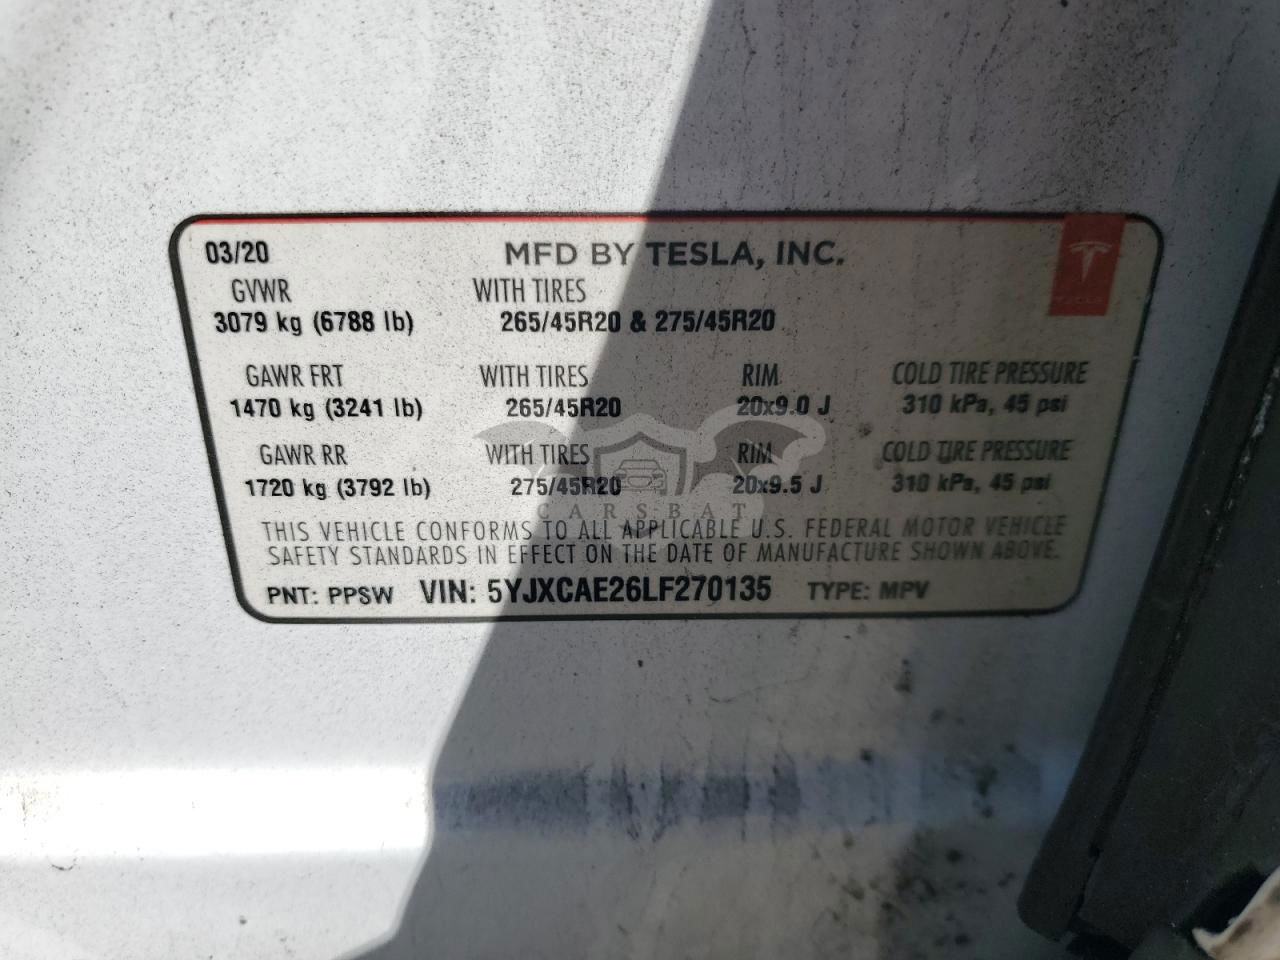 03/20 MFD BY TESLA, INC.
GVWR WITH TIRES
3079 kg (6788 lb) 265/45R20 & 275/45R20
GAWR FRT WITH TIRES RIM COLD TIRE PRESSURE
1470 kg (3241 lb) 265/45R20 20x9.0 J 310 kPa, 45 psi
GAWR RR WITH TIRES RIM COLD TIRE PRESSURE
1720 kg (3792 lb) 275/45R20 20x9.5 J 310 kPa, 45 psi
CARSBAT
THIS VEHICLE CONFORMS TO ALL APPLICABLE U.S. FEDERAL MOTOR VEHICLE
SAFETY STANDARDS IN EFFECT ON THE DATE OF MANUFACTURE SHOWN ABOVE.
PNT: PPSW VIN: 5YJXCAE26LF270135 TYPE: MPV
TESLA